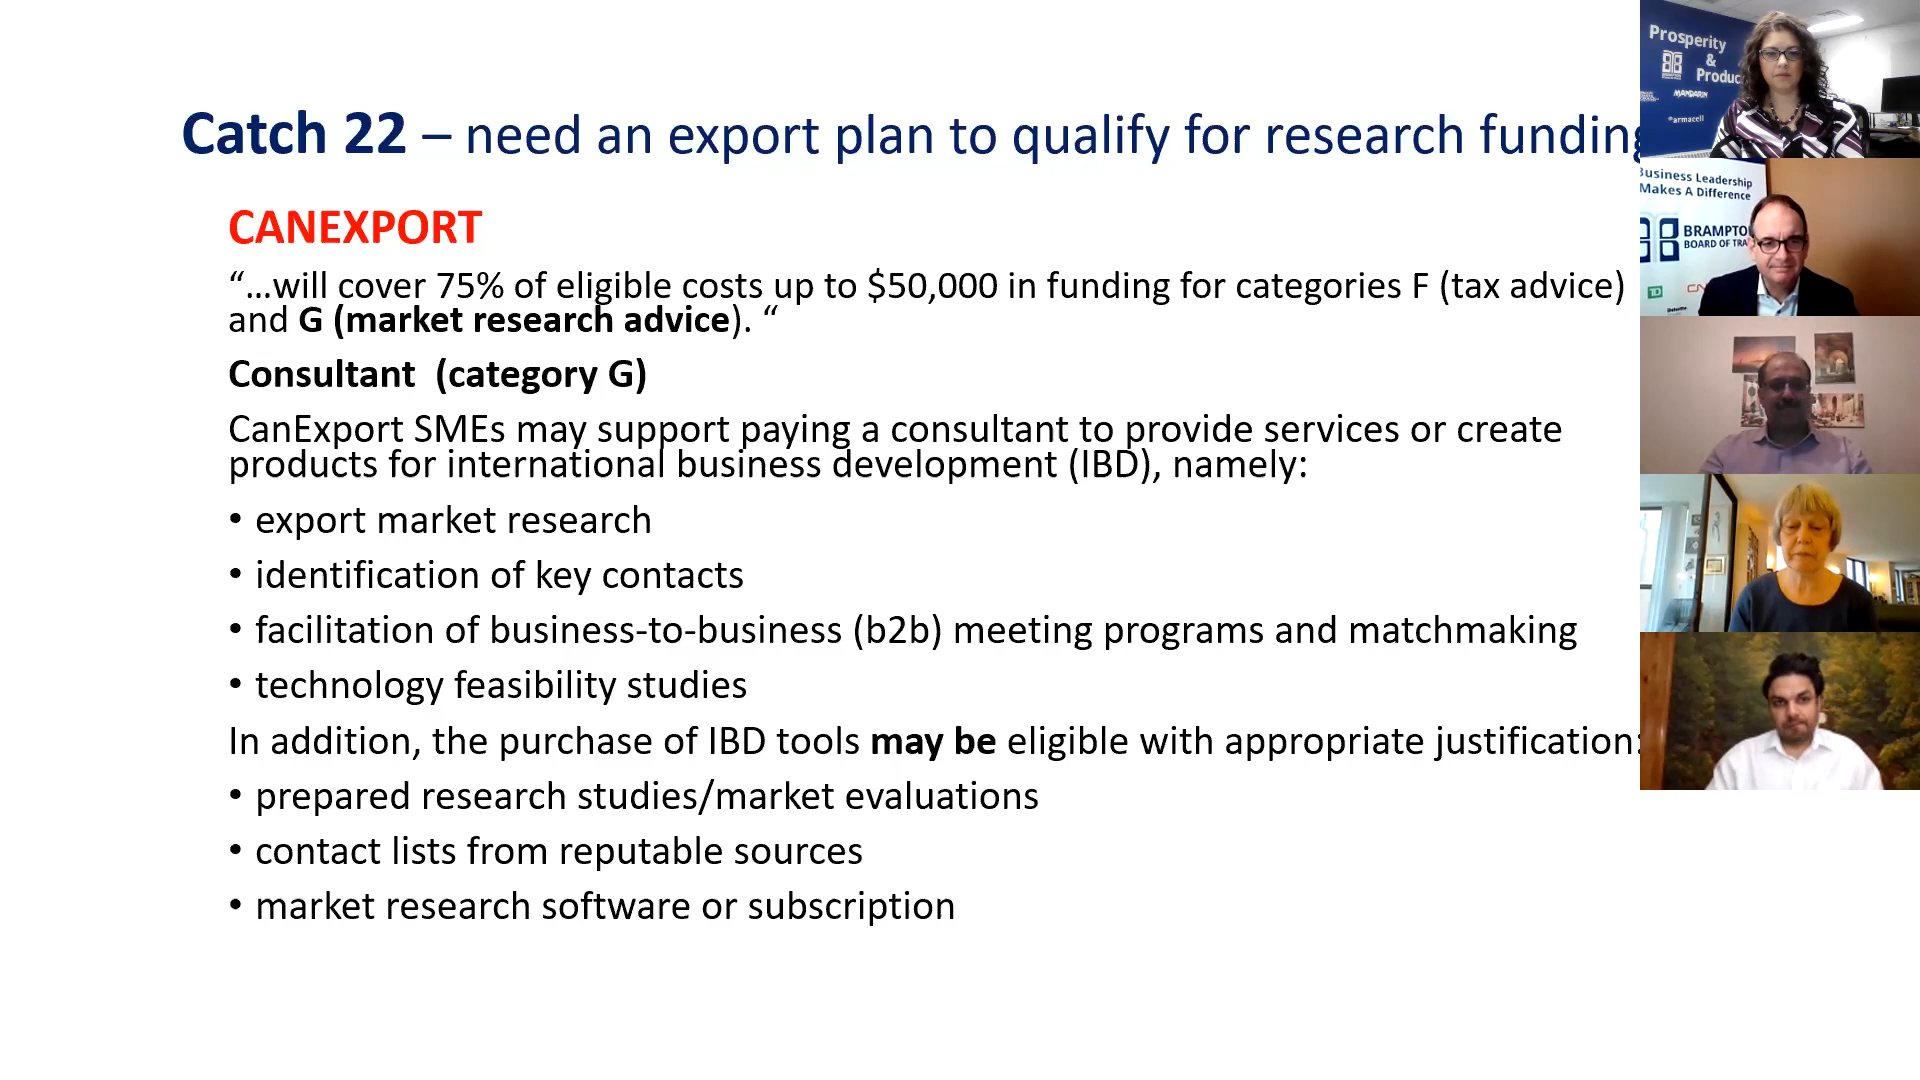 Catch 22 – need an export plan to qualify for research funding
CANEXPORT
“...will cover 75% of eligible costs up to $50,000 in funding for categories F (tax advice)
and G (market research advice). “
Consultant  (category G)
CanExport SMEs may support paying a consultant to provide services or create
products for international business development (IBD), namely:
• export market research
• identification of key contacts
• facilitation of business-to-business (b2b) meeting programs and matchmaking
• technology feasibility studies
In addition, the purchase of IBD tools may be eligible with appropriate justification:
• prepared research studies/market evaluations
• contact lists from reputable sources
• market research software or subscription
Prosperity
&
Produc
MANDARIN
armacell
Business Leadership
Makes A Difference
BRAMPTO
BOARD OF TRA
TD
CN
Deloitte